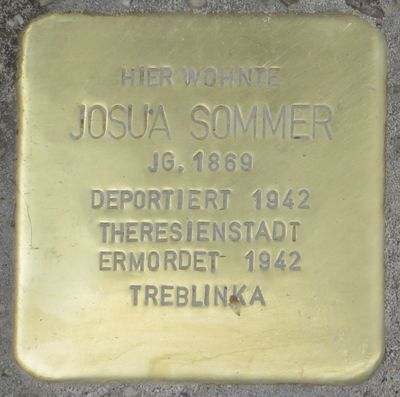 HIER WOHNTE
JOSUA SOMMER
JG. 1869
DEPORTIERT 1942
THERESIENSTADT
ERMORDET 1942
TREBLINKA